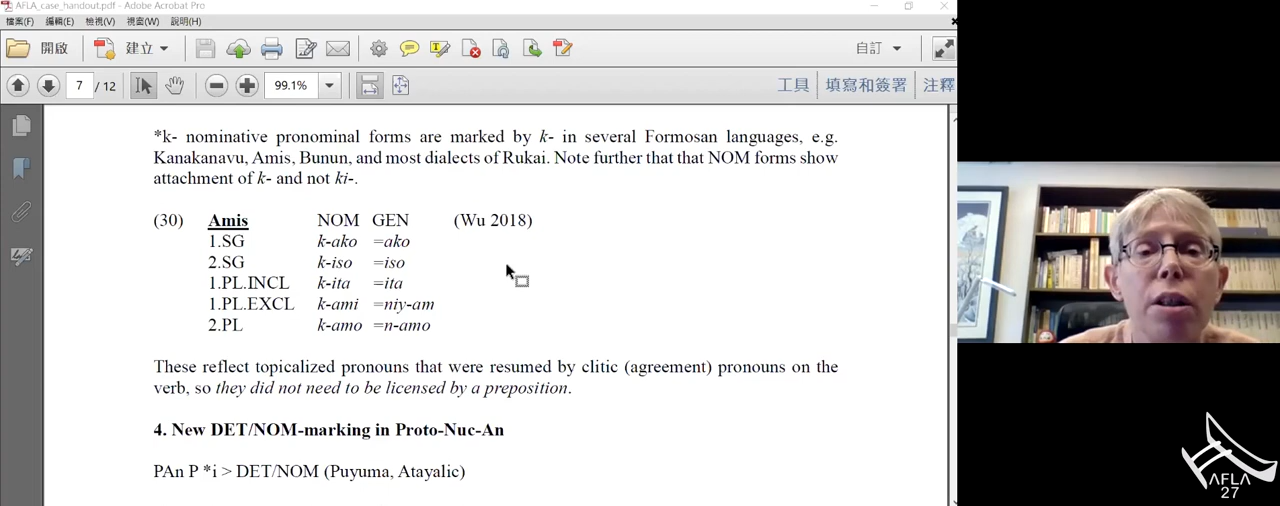 AFLA_case_handout.pdf - Adobe Acrobat Pro
檔案(F) 編輯(E) 檢視(V) 視窗(W) 說明(H)
開啟 建立 自訂
7 / 12 99.1% 工具 填寫和簽署 注釋
*k- nominative pronominal forms are marked by k- in several Formosan languages, e.g.
Kanakanavu, Amis, Bunun, and most dialects of Rukai. Note further that that NOM forms show
attachment of k- and not ki-.
(30) Amis NOM GEN (Wu 2018)
1.SG k-ako =ako
2.SG k-iso =iso
1.PL.INCL k-ita =ita
1.PL.EXCL k-ami =niy-am
2.PL k-amo =n-amo
These reflect topicalized pronouns that were resumed by clitic (agreement) pronouns on the
verb, so they did not need to be licensed by a preposition.
4. New DET/NOM-marking in Proto-Nuc-An
PAn P *i > DET/NOM (Puyuma, Atayalic)
AFLA
27